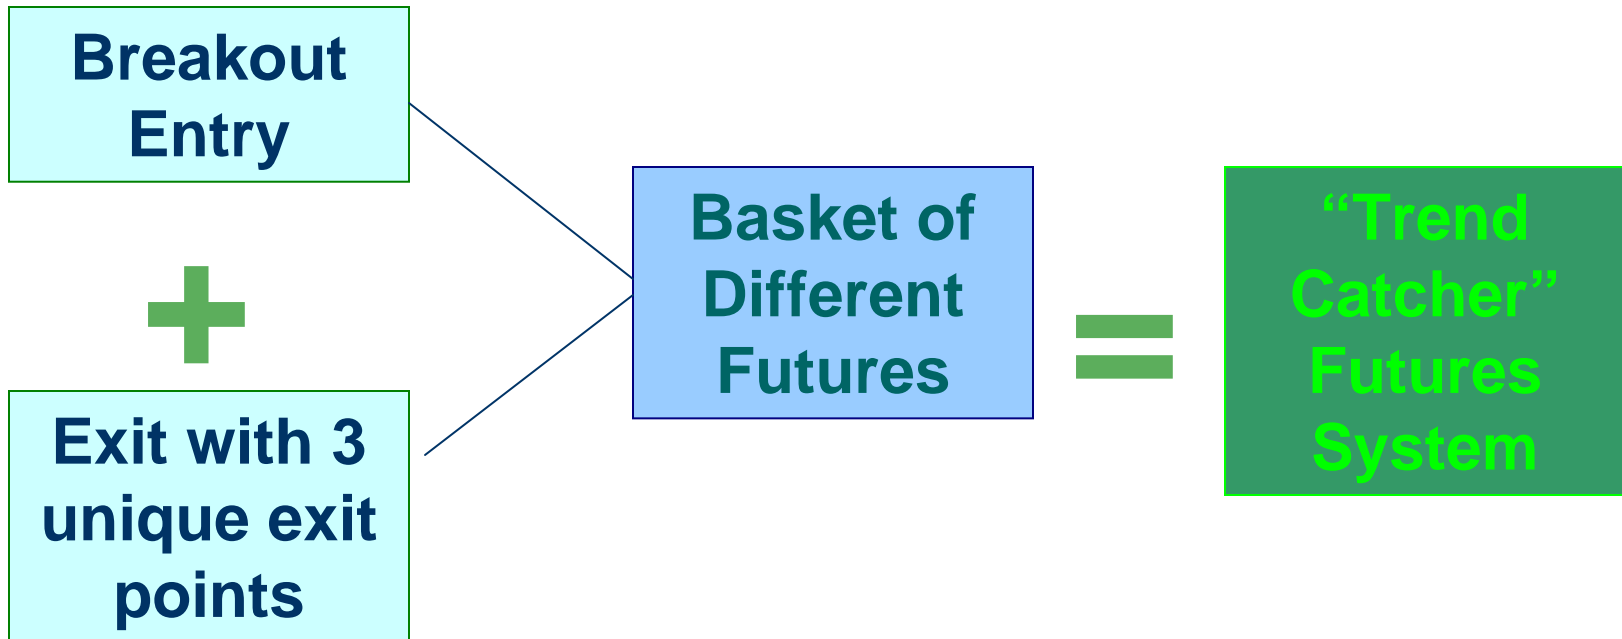 Breakout
Entry
+
Exit with 3
unique exit
points
Basket of
Different
Futures
=
“Trend
Catcher”
Futures
System